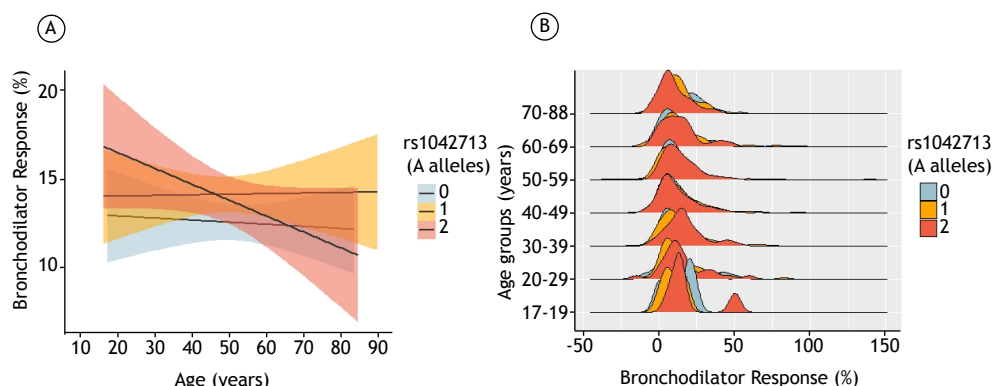 A
Bronchodilator Response (%)
20
15
10
10 20 30 40 50 60 70 80 90
Age (years)
rs1042713
(A alleles)
0
1
2
B
Age groups (years)
70-88
60-69
50-59
40-49
30-39
20-29
17-19
-50 0 50 100 150
Bronchodilator Response (%)
rs1042713
(A alleles)
0
1
2